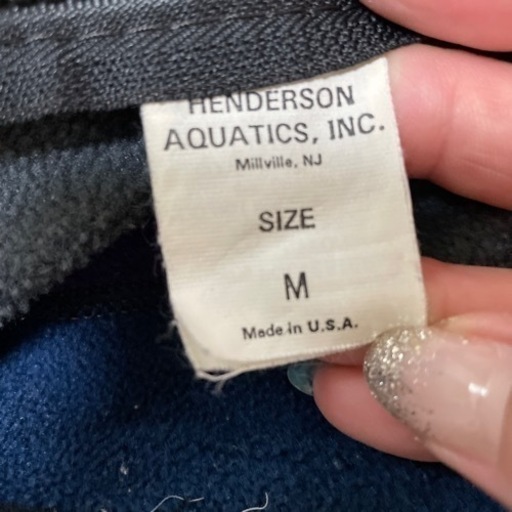 HENDERSON
AQUATICS, INC.
Millville, NJ
SIZE
M
Made in U.S.A.